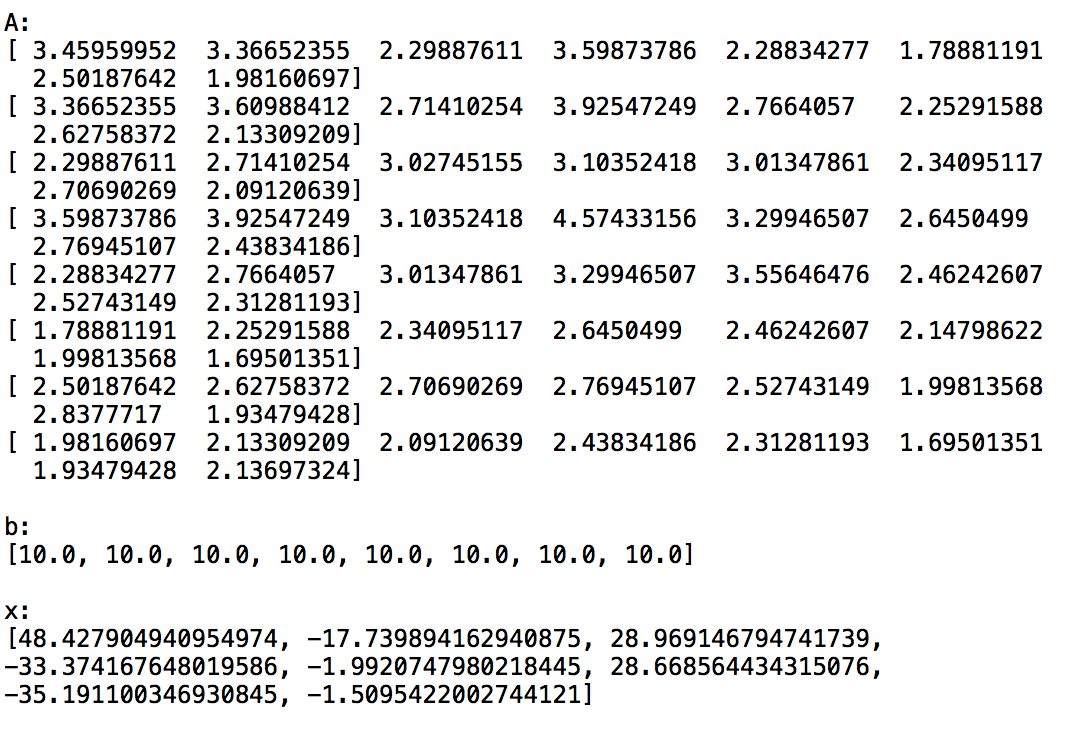 A:
[ 3.45959952  3.36652355  2.29887611  3.59873786  2.28834277  1.78881191
  2.50187642  1.98160697]
[ 3.36652355  3.60988412  2.71410254  3.92547249  2.7664057   2.25291588
  2.62758372  2.13309209]
[ 2.29887611  2.71410254  3.02745155  3.10352418  3.01347861  2.34095117
  2.70690269  2.09120639]
[ 3.59873786  3.92547249  3.10352418  4.57433156  3.29946507  2.6450499
  2.76945107  2.43834186]
[ 2.28834277  2.7664057   3.01347861  3.29946507  3.55646476  2.46242607
  2.52743149  2.31281193]
[ 1.78881191  2.25291588  2.34095117  2.6450499   2.46242607  2.14798622
  1.99813568  1.69501351]
[ 2.50187642  2.62758372  2.70690269  2.76945107  2.52743149  1.99813568
  2.8377717   1.93479428]
[ 1.98160697  2.13309209  2.09120639  2.43834186  2.31281193  1.69501351
  1.93479428  2.13697324]
b:
[10.0, 10.0, 10.0, 10.0, 10.0, 10.0, 10.0, 10.0]
x:
[48.427904940954974, -17.739894162940875, 28.969146794741739,
-33.374167648019586, -1.9920747980218445, 28.668564434315076,
-35.191100346930845, -1.5095422002744121]